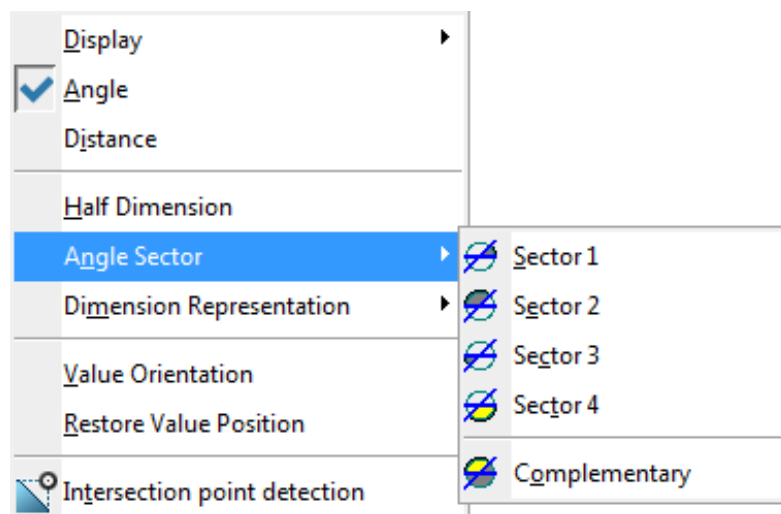 Display
Angle
Distance
Half Dimension
Angle Sector
Dimension Representation
Value Orientation
Restore Value Position
Intersection point detection
Sector 1
Sector 2
Sector 3
Sector 4
Complementary